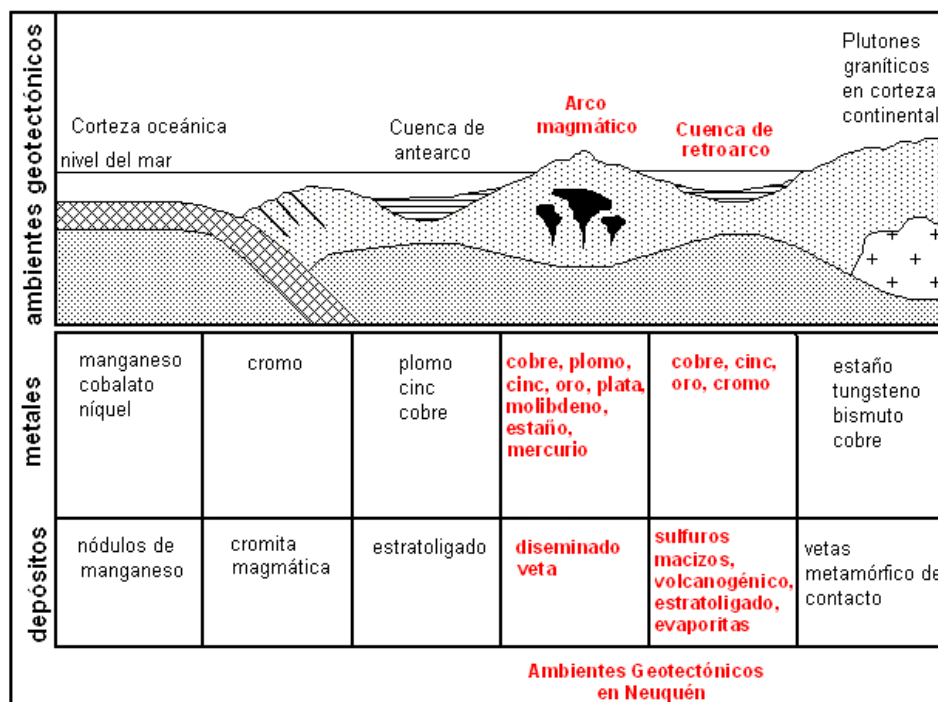 ambientes geotectónicos
Corteza oceánica
nivel del mar
Cuenca de
antearco
Arco
magmático
Cuenca de
retroarco
Plutones
graníticos
en corteza
continental
metales
manganeso
cobalato
níquel
cromo
plomo
cinc
cobre
cobre, plomo,
cinc, oro, plata,
molibdeno,
estaño,
mercurio
cobre, cinc,
oro, cromo
estaño
tungsteno
bismuto
cobre
depósitos
nódulos de
manganeso
cromita
magmática
estratoligado
diseminado
veta
sulfuros
macizos,
volcanogénico,
estratoligado,
evaporitas
vetas
metamórfico de
contacto
Ambientes Geotectónicos
en Neuquén